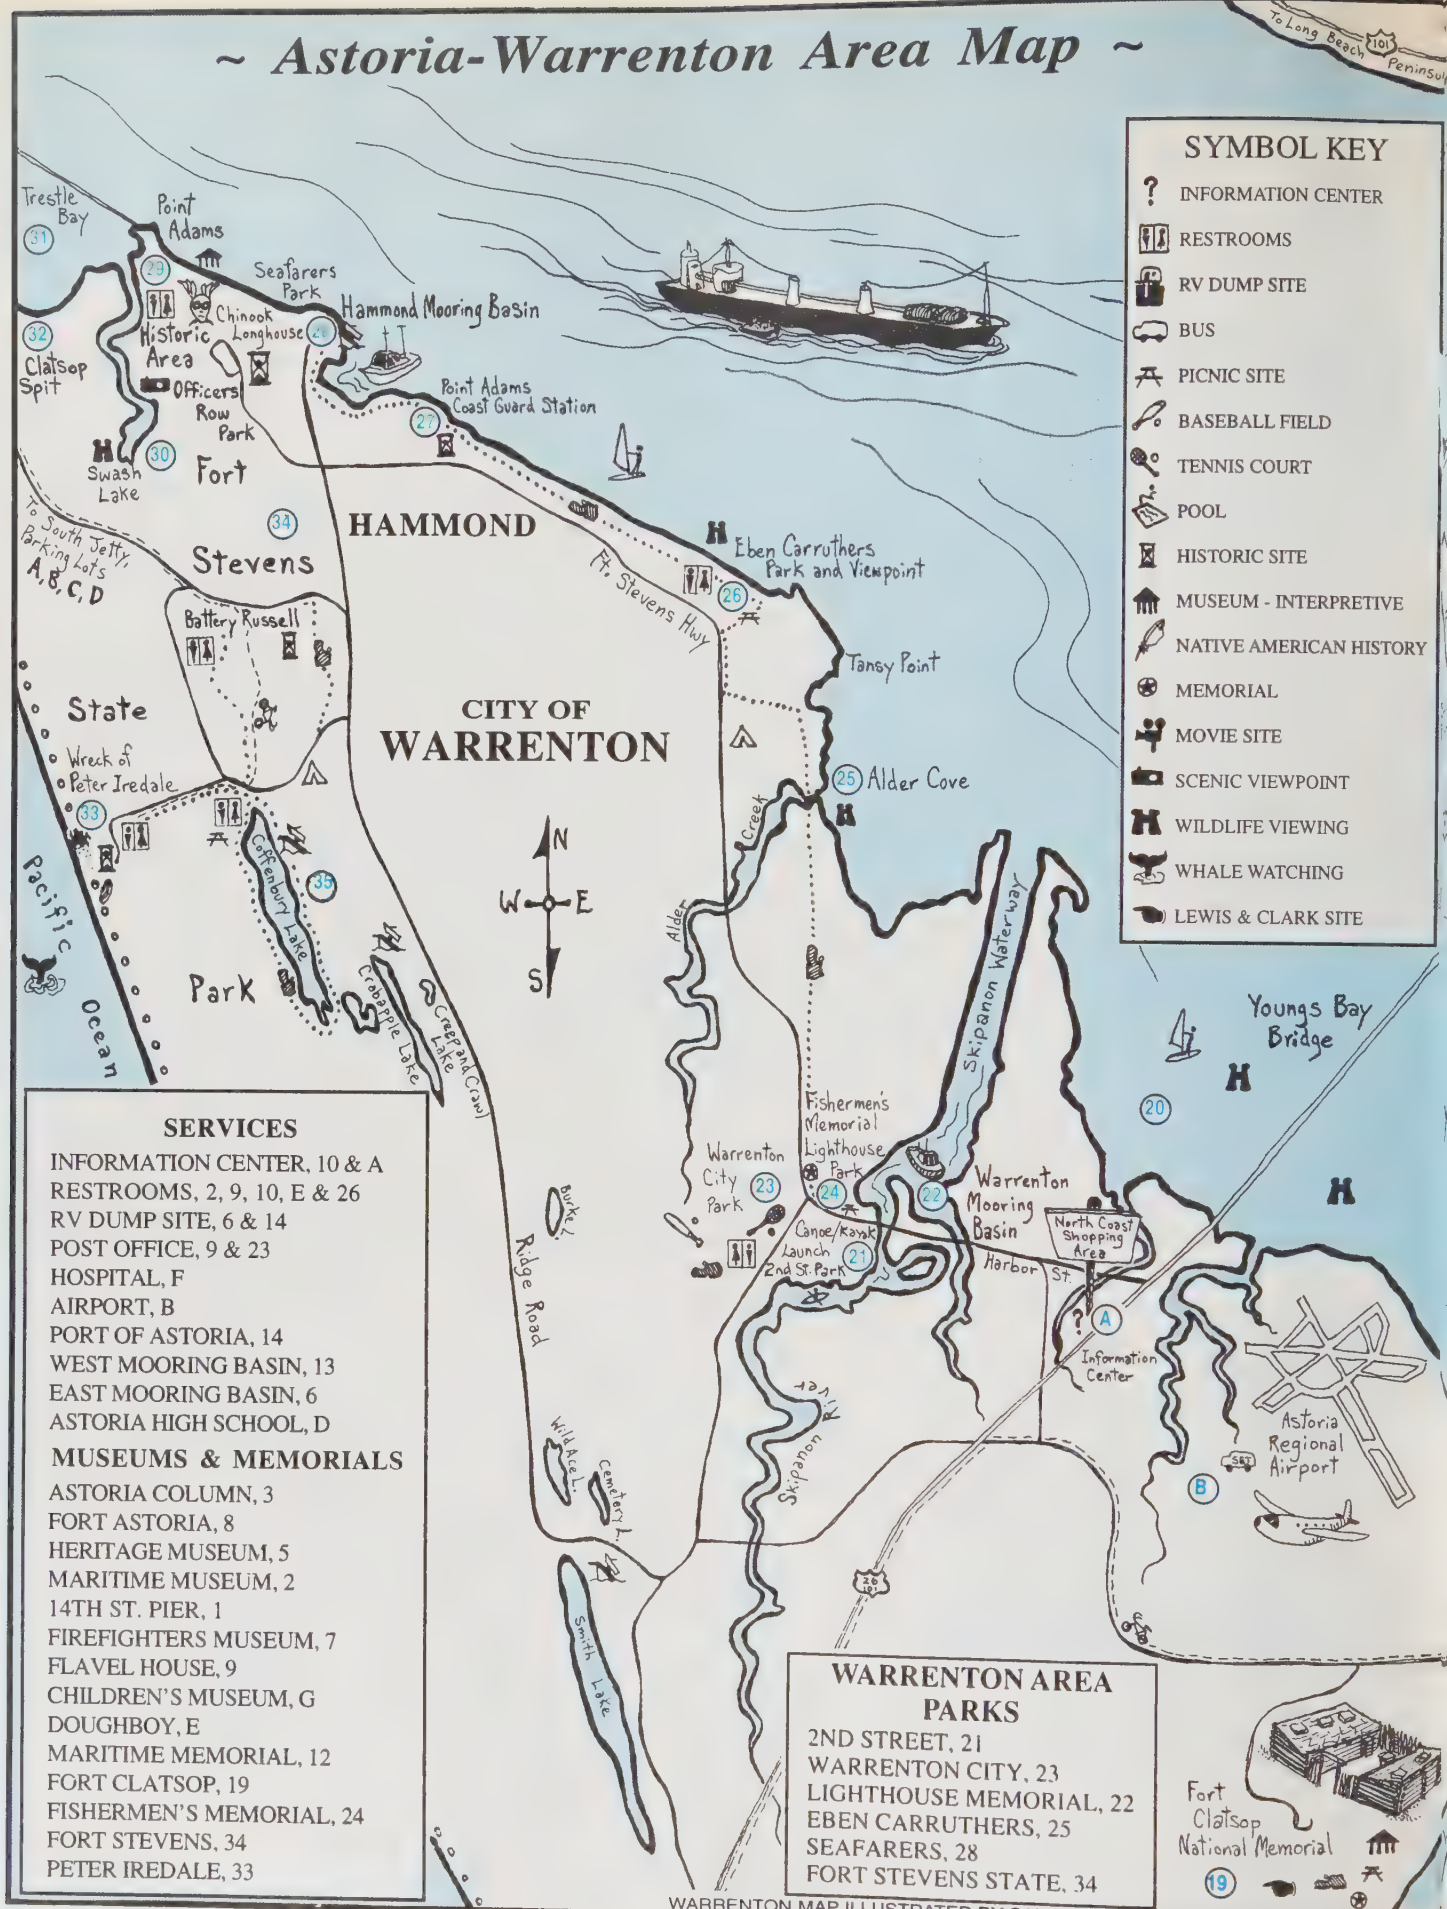 ~ Astoria-Warrenton Area Map ~
To Long Beach
Peninsul
101
SYMBOL KEY
? INFORMATION CENTER
RESTROOMS
RV DUMP SITE
BUS
PICNIC SITE
BASEBALL FIELD
TENNIS COURT
POOL
HISTORIC SITE
MUSEUM - INTERPRETIVE
NATIVE AMERICAN HISTORY
MEMORIAL
MOVIE SITE
SCENIC VIEWPOINT
WILDLIFE VIEWING
WHALE WATCHING
LEWIS & CLARK SITE
Trestle
Bay
31
Point
Adams
29
Seafarers
Park
Hammond Mooring Basin
28
Chinook
Longhouse
Historic
Area
32
Clatsop
Spit
Officers
Row
Park
Point Adams
Coast Guard Station
27
30
Swash
Lake
Fort
34
Stevens
HAMMOND
To South Jetty,
Parking Lots
A, B, C, D
Eben Carruthers
Park and Viewpoint
26
Ft. Stevens Hwy
Battery Russell
Tansy Point
State
CITY OF
WARRENTON
Wreck of
Peter Iredale
33
25 Alder Cove
Alder
Creek
N
W E
S
Coffenbury
Lake
35
Pacific
Ocean
Park
Crabapple Lake
Creep and Crawl
Lake
Skipanon Waterway
Youngs Bay
Bridge
20
Fishermen's
Memorial
Lighthouse
Park
24
Warrenton
City
Park
23
22
Warrenton
Mooring
Basin
North Coast
Shopping
Area
Canoe/Kayak
Launch
2nd St. Park
21
Harbor St.
Burke L
Ridge Road
?
A
Information
Center
Skipanon River
Astoria
Regional
Airport
SBT
B
Wild Ace L.
Cemetery L.
26
101
Smith
Lake
SERVICES
INFORMATION CENTER, 10 & A
RESTROOMS, 2, 9, 10, E & 26
RV DUMP SITE, 6 & 14
POST OFFICE, 9 & 23
HOSPITAL, F
AIRPORT, B
PORT OF ASTORIA, 14
WEST MOORING BASIN, 13
EAST MOORING BASIN, 6
ASTORIA HIGH SCHOOL, D
MUSEUMS & MEMORIALS
ASTORIA COLUMN, 3
FORT ASTORIA, 8
HERITAGE MUSEUM, 5
MARITIME MUSEUM, 2
14TH ST. PIER, 1
FIREFIGHTERS MUSEUM, 7
FLAVEL HOUSE, 9
CHILDREN'S MUSEUM, G
DOUGHBOY, E
MARITIME MEMORIAL, 12
FORT CLATSOP, 19
FISHERMEN'S MEMORIAL, 24
FORT STEVENS, 34
PETER IREDALE, 33
WARRENTON AREA
PARKS
2ND STREET, 21
WARRENTON CITY, 23
LIGHTHOUSE MEMORIAL, 22
EBEN CARRUTHERS, 25
SEAFARERS, 28
FORT STEVENS STATE, 34
Fort
Clatsop
National Memorial
19
WARRENTON MAP ILLUSTRATED BY